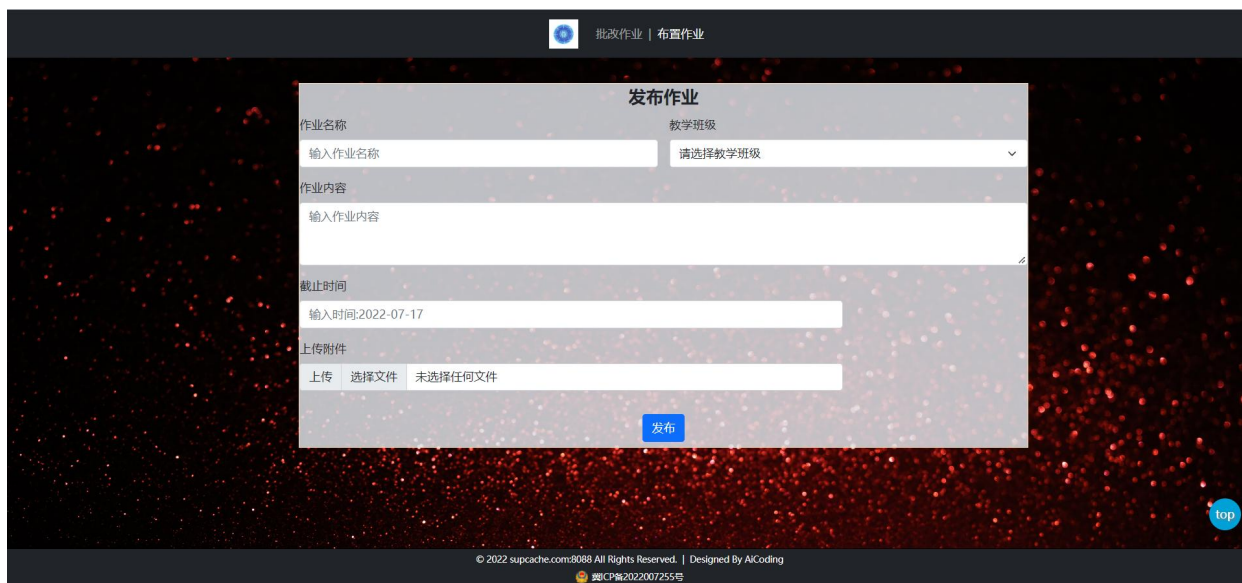 批改作业 | 布置作业
发布作业
作业名称 教学班级
输入作业名称 请选择教学班级
作业内容
输入作业内容
截止时间
输入时间:2022-07-17
上传附件
上传 选择文件 未选择任何文件
发布
top
© 2022 supcache.com:8088 All Rights Reserved. | Designed By AiCoding
冀ICP备2022007255号